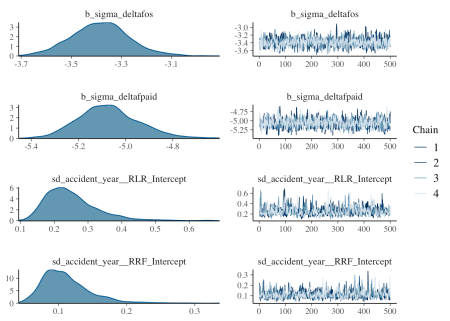 b_sigma_deltafos
3
2
1
0
-3.7 -3.5 -3.3 -3.1
b_sigma_deltafos
-3.0
-3.2
-3.4
-3.6
0 100 200 300 400 500
b_sigma_deltafpaid
3
2
1
0
-5.4 -5.2 -5.0 -4.8
b_sigma_deltafpaid
-4.75
-5.00
-5.25
0 100 200 300 400 500
sd_accident_year__RLR_Intercept
6
4
2
0
0.1 0.2 0.3 0.4 0.5 0.6
sd_accident_year__RLR_Intercept
0.6
0.4
0.2
0 100 200 300 400 500
sd_accident_year__RRF_Intercept
10
5
0
0.1 0.2 0.3
sd_accident_year__RRF_Intercept
0.3
0.2
0.1
0 100 200 300 400 500
Chain
1
2
3
4